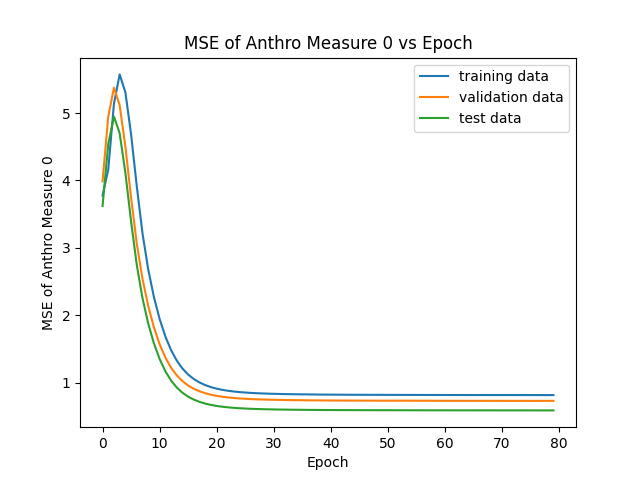 MSE of Anthro Measure 0 vs Epoch
training data
validation data
test data
MSE of Anthro Measure 0
5
4
3
2
1
0 10 20 30 40 50 60 70 80
Epoch